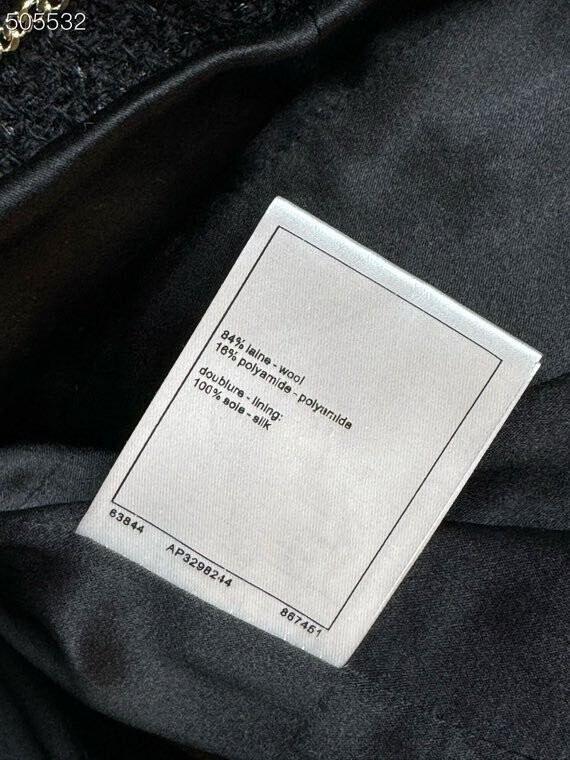 505532
84% laine - wool
16% polyamide - polyamide
doublure - lining:
100% soie - silk
63844
AP3298244
867451